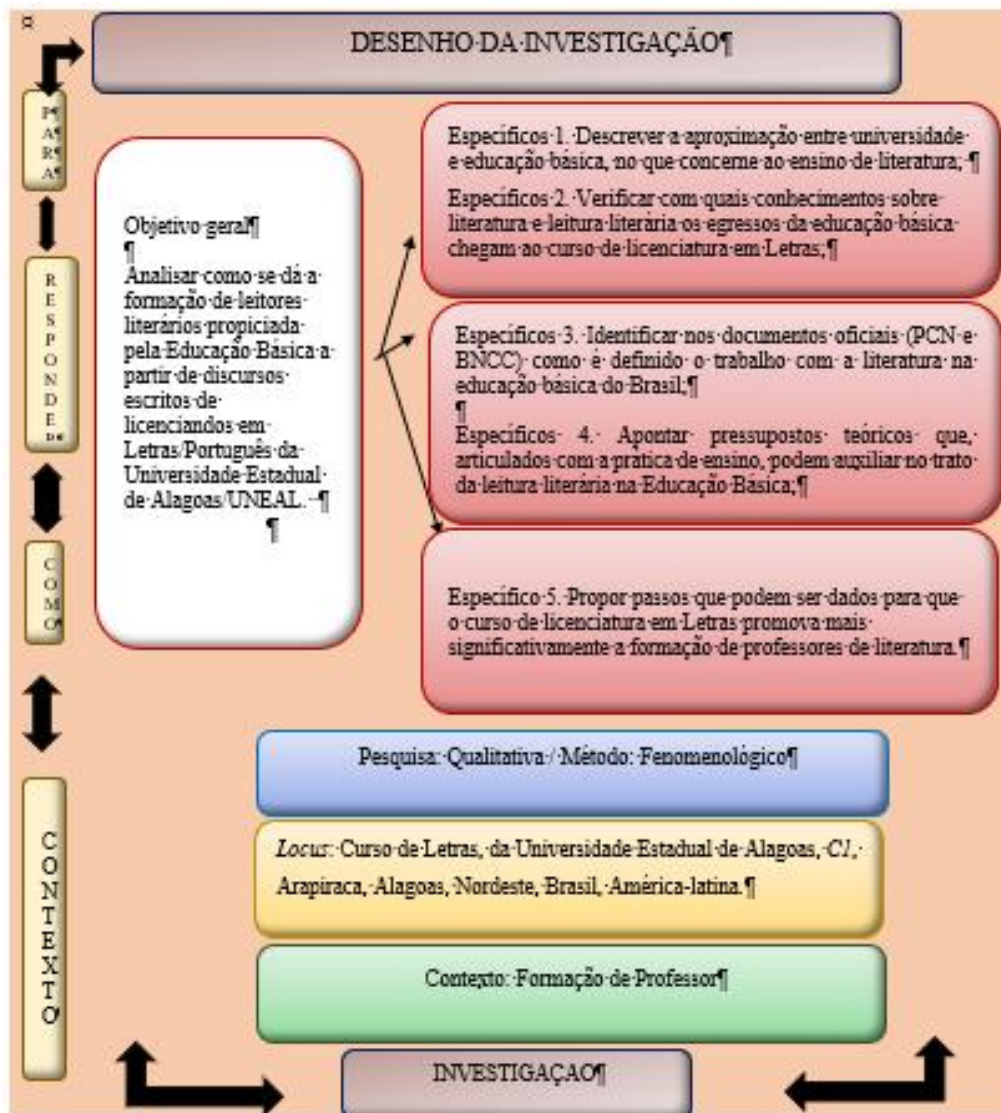 ¤
DESENHO·DA·INVESTIGAÇÃO¶
P¶
A¶
R¶
A¶
R
E
S
P
O
N
D
E
R¶
C
O
M
O¶
C
O
N
T
E
X
T
O¶
Objetivo·geral¶
¶
Analisar·como·se·dá·a·
formação·de·leitores·
literários·propiciada·
pela·Educação·Básica·a·
partir·de·discursos·
escritos·de·
licenciandos·em·
Letras/Português·da·
Universidade·Estadual·
de·Alagoas/UNEAL.·¶
¶
Específicos·1.·Descrever·a·aproximação·entre·universidade·
e·educação·básica,·no·que·concerne·ao·ensino·de·literatura;·¶
Específicos·2.·Verificar·com·quais·conhecimentos·sobre·
literatura·e·leitura·literária·os·egressos·da·educação·básica·
chegam·ao·curso·de·licenciatura·em·Letras;¶
Específicos·3.·Identificar·nos·documentos·oficiais·(PCN·e·
BNCC)·como·é·definido·o·trabalho·com·a·literatura·na·
educação·básica·do·Brasil;¶
¶
Específicos·4.·Apontar·pressupostos·teóricos·que,·
articulados·com·a·prática·de·ensino,·podem·auxiliar·no·trato·
da·leitura·literária·na·Educação·Básica;¶
Específico·5.·Propor·passos·que·podem·ser·dados·para·que·
o·curso·de·licenciatura·em·Letras·promova·mais·
significativamente·a·formação·de·professores·de·literatura.¶
Pesquisa:·Qualitativa·/·Método:·Fenomenológico¶
Locus:·Curso·de·Letras,·da·Universidade·Estadual·de·Alagoas,·C1,·
Arapiraca,·Alagoas,·Nordeste,·Brasil,·América-latina.¶
Contexto:·Formação·de·Professor¶
INVESTIGAÇAO¶